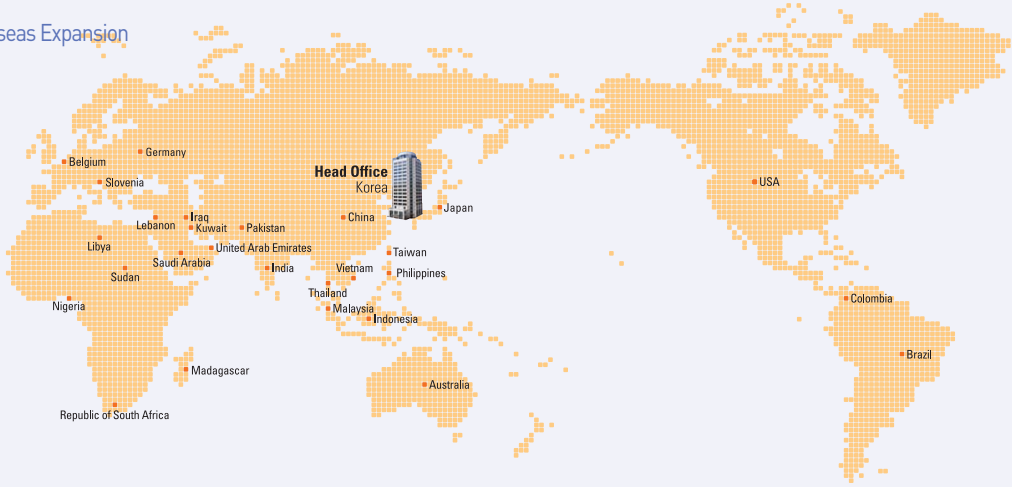 Expansion
Germany
Belgium
Head Office
Slovenia
Korea
USA
Japan
Iraq
China
Lebanon
Kuwait
Pakistan
Libya
United Arab Emirates
Taiwan
Saudi Arabia
India
Vietnam
Sudan
Philippines
Thailand
Colombia
Nigeria
Malaysia
Indonesia
Brazil
Madagascar
Australia
Republic of South Africa